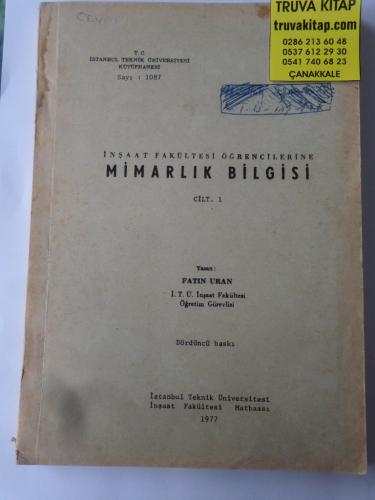 TRUVA KİTAP
truvakitap.com
0286 213 60 48
0537 612 29 30
0541 740 68 23
ÇANAKKALE
T.C.
İSTANBUL TEKNİK ÜNİVERSİTESİ
KÜTÜPHANESİ
Sayı : 1087
İNŞAAT FAKÜLTESİ ÖĞRENCİLERİNE
MİMARLIK BİLGİSİ
CİLT. 1
Yazan :
FATİN URAN
İ. T. Ü. İnşaat Fakültesi
Öğretim Görevlisi
Dördüncü baskı
İstanbul Teknik Üniversitesi
İnşaat Fakültesi Matbaası
1977